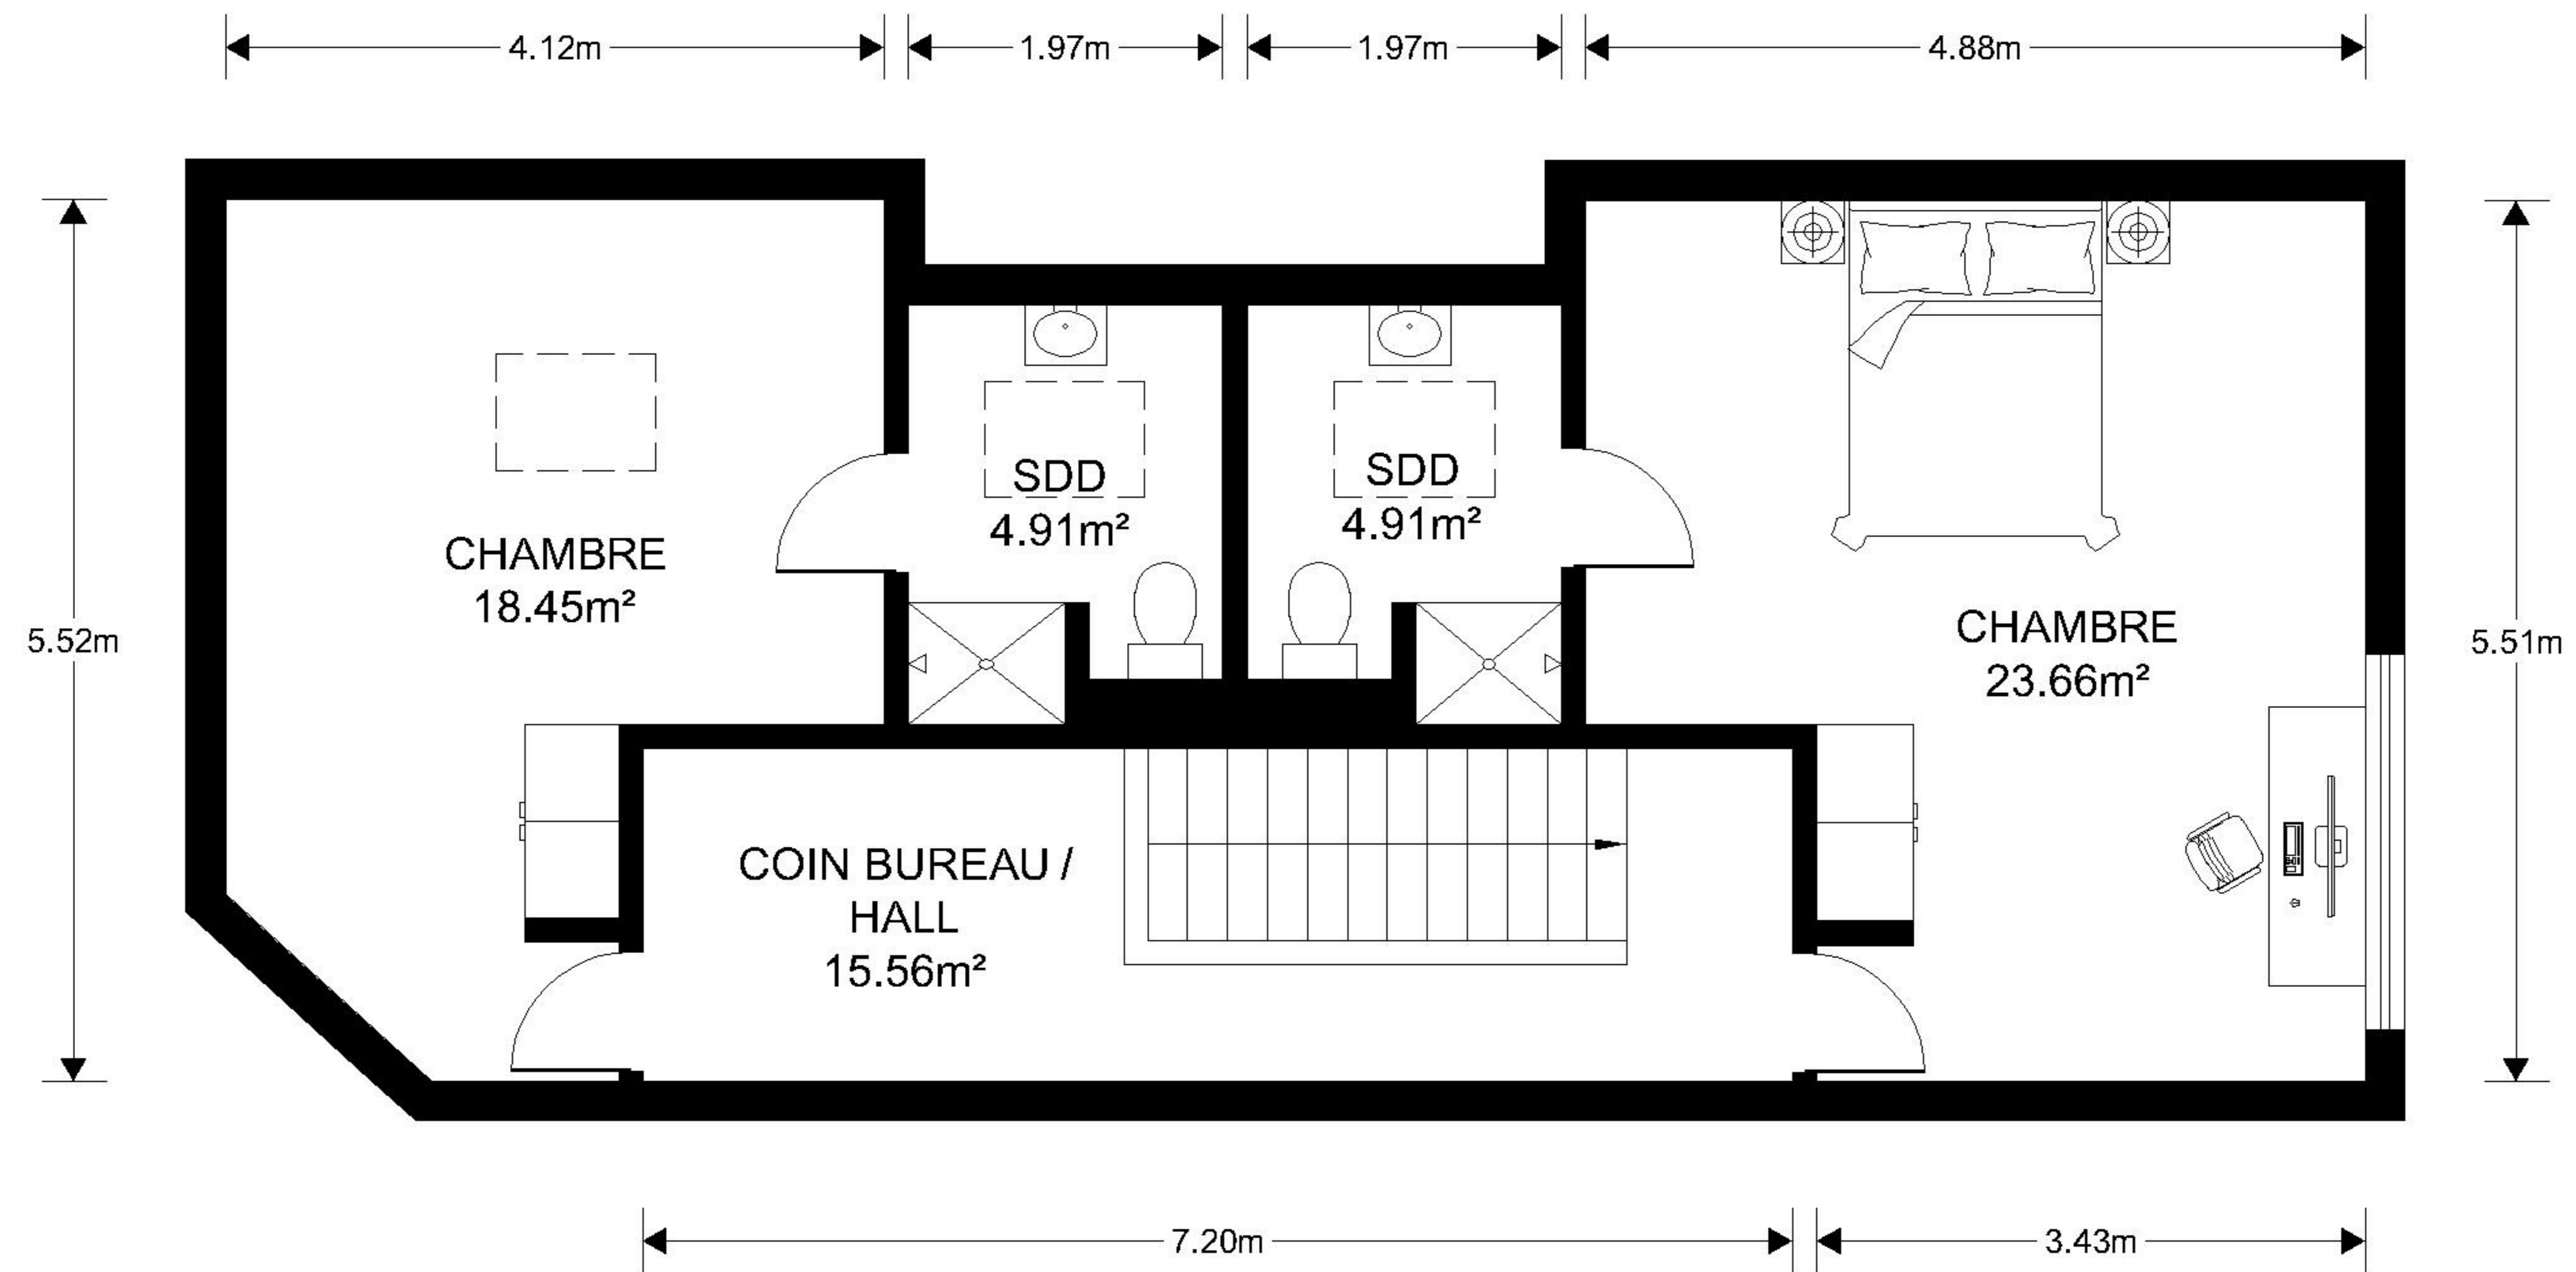 4.12m
1.97m
1.97m
4.88m
SDD
4.91m²
SDD
4.91m²
CHAMBRE
18.45m²
5.52m
CHAMBRE
23.66m²
5.51m
COIN BUREAU /
HALL
15.56m²
7.20m
3.43m